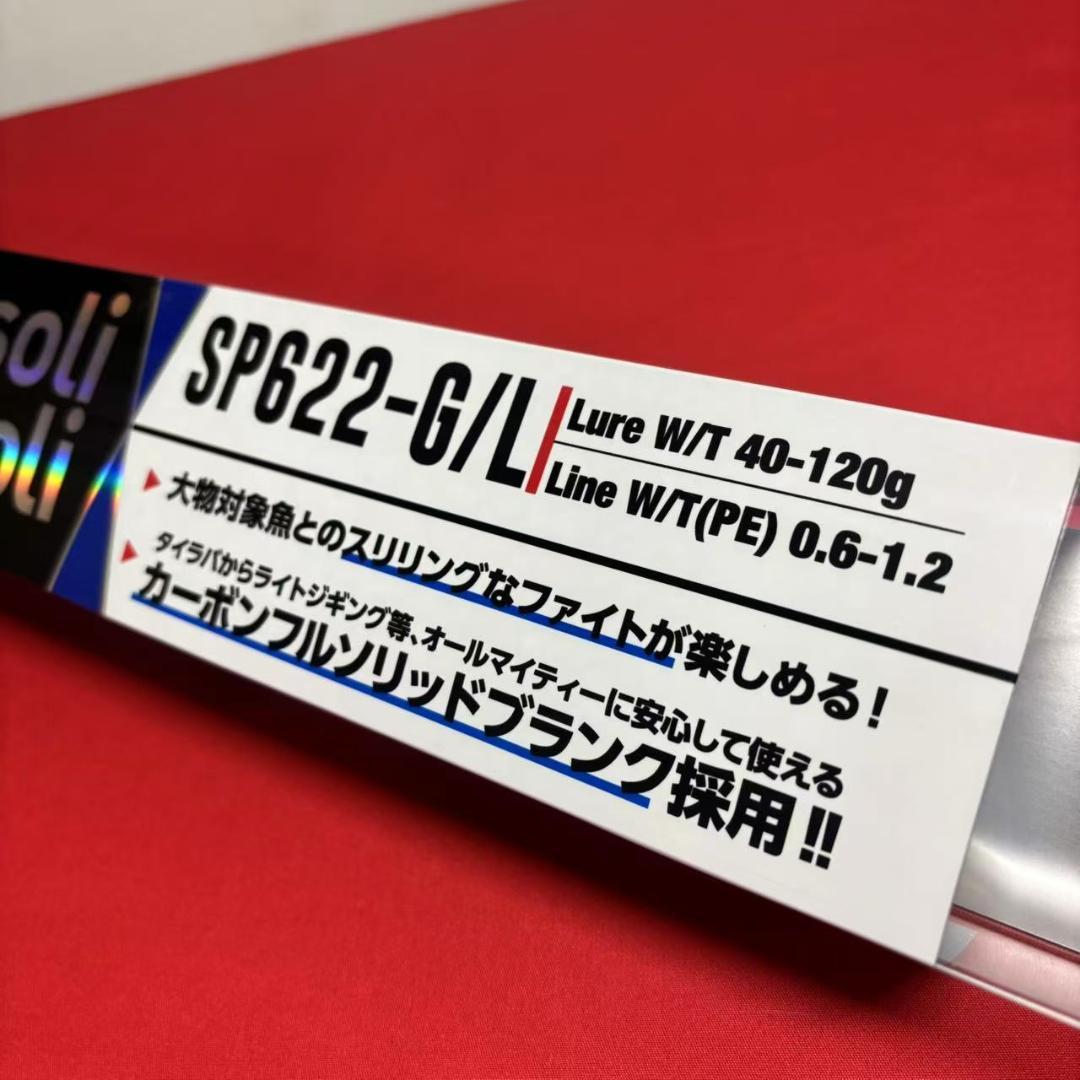 soli
oli
SP622-G/L
Lure W/T 40-120g
Line W/T(PE) 0.6-1.2
大物対象魚とのスリリングなファイトが楽しめる!
タイラバからライトジギング等、オールマイティーに安心して使える
カーボンフルソリッドブランク採用!!